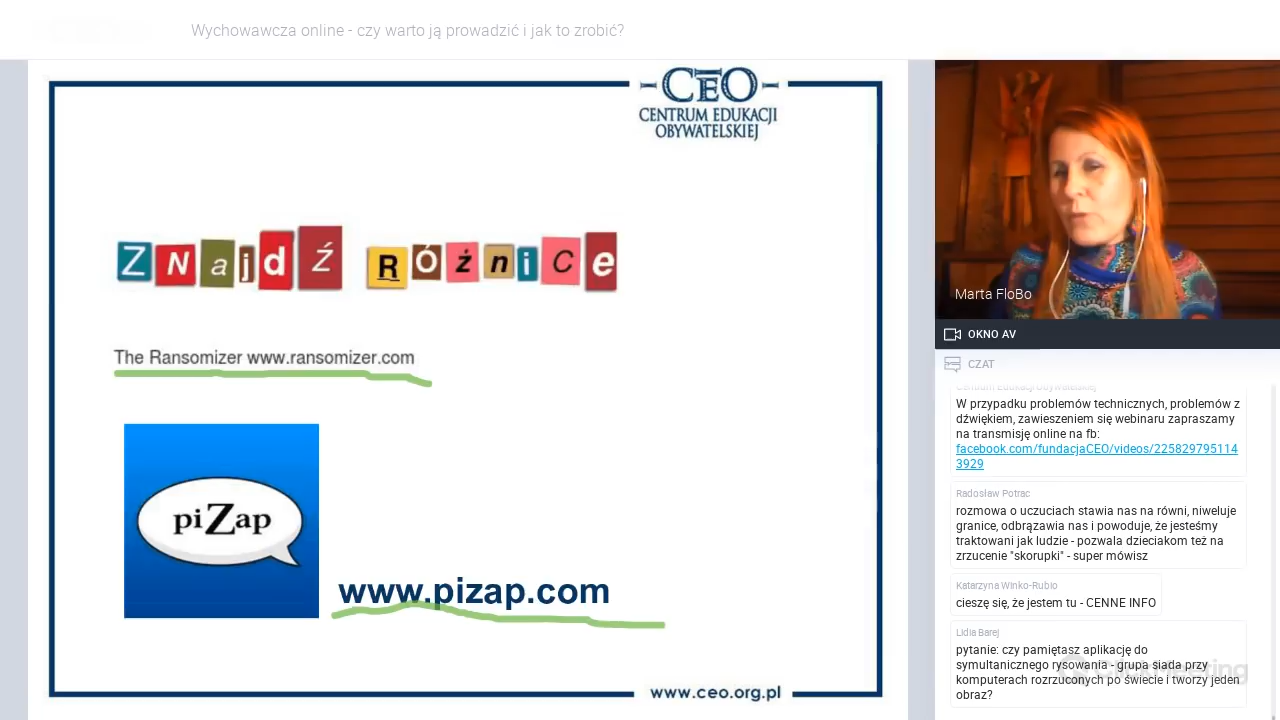 Wychowawcza online - czy warto ją prowadzić i jak to zrobić?
CEO
CENTRUM EDUKACJI
OBYWATELSKIEJ
ZNajdŹ RÓżnICe
The Ransomizer www.ransomizer.com
piZap
www.pizap.com
www.ceo.org.pl
Marta FloBo
OKNO AV
CZAT
Centrum Edukacji Obywatelskiej
W przypadku problemów technicznych, problemów z
dźwiękiem, zawieszeniem się webinaru zapraszamy
na transmisję online na fb:
facebook.com/fundacjaCEO/videos/225829795114
3929
Radosław Potrac
rozmowa o uczuciach stawia nas na równi, niweluje
granice, odbrązawia nas i powoduje, że jesteśmy
traktowani jak ludzie - pozwala dzieciakom też na
zrzucenie "skorupki" - super mówisz
Katarzyna Winko-Rubio
cieszę się, że jestem tu - CENNE INFO
Lidia Barej
pytanie: czy pamiętasz aplikację do
symultanicznego rysowania - grupa siada przy
komputerach rozrzuconych po świecie i tworzy jeden
obraz?
ClickMeeting